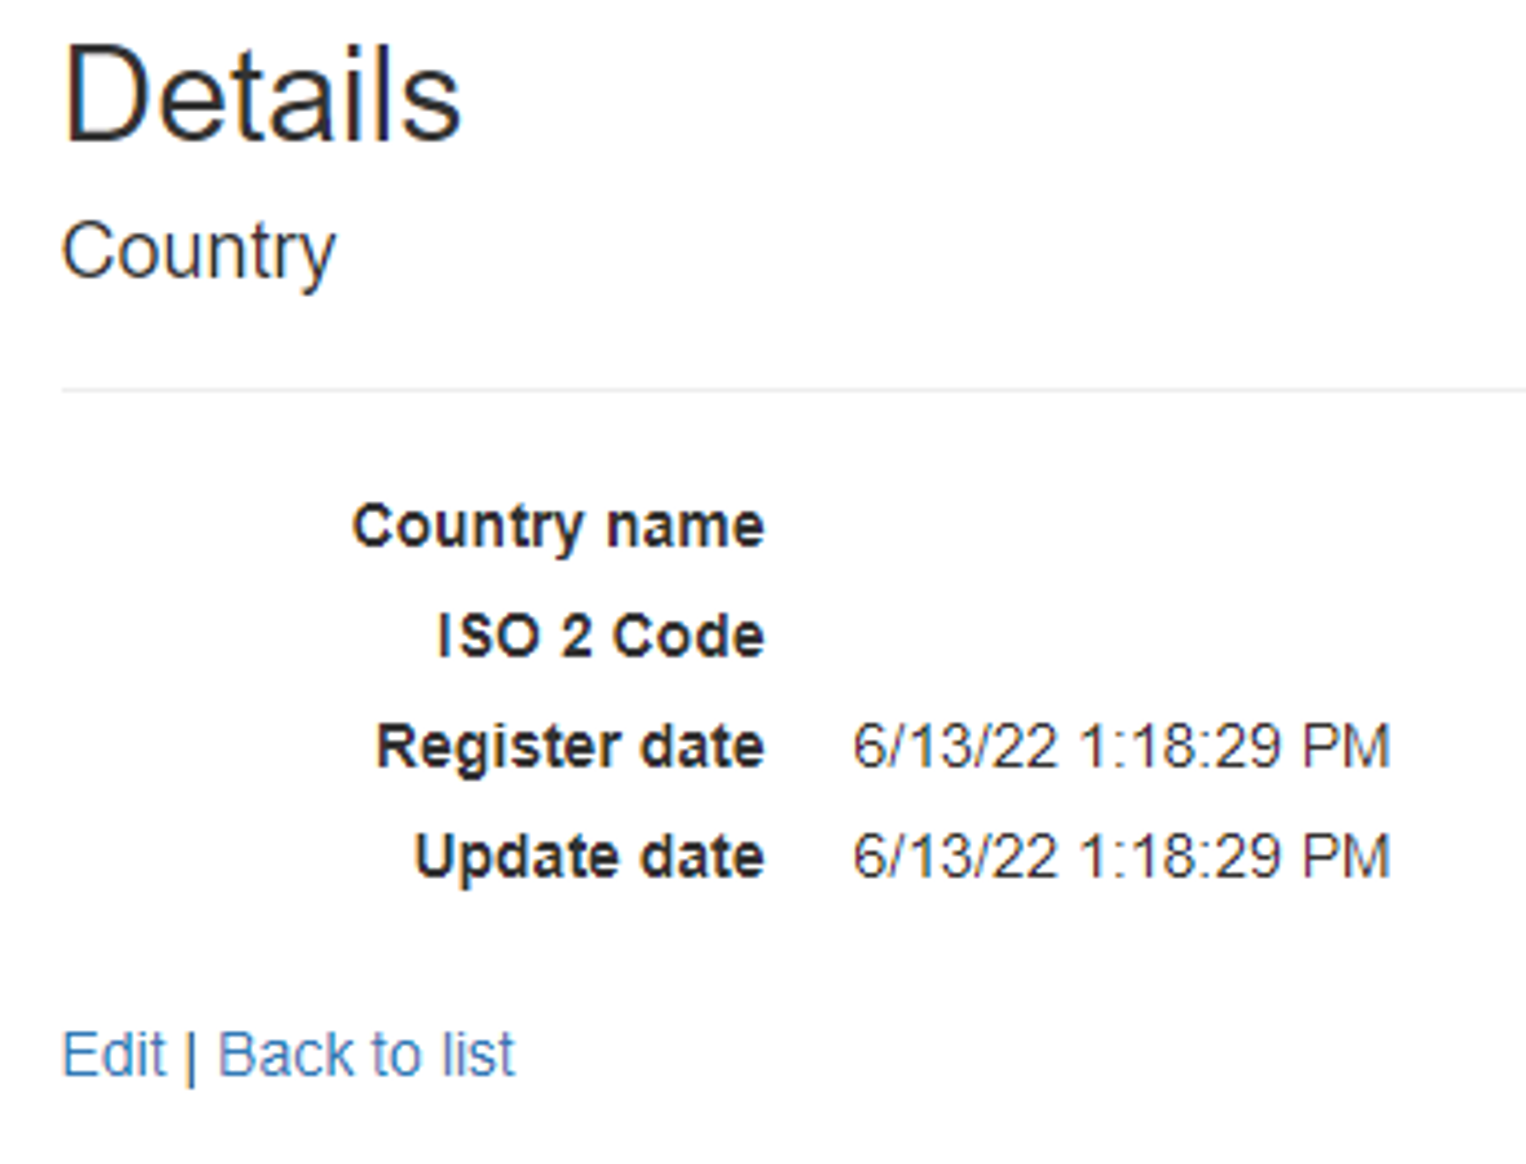 Details
Country
Country name
ISO 2 Code
Register date 6/13/22 1:18:29 PM
Update date 6/13/22 1:18:29 PM
Edit | Back to list